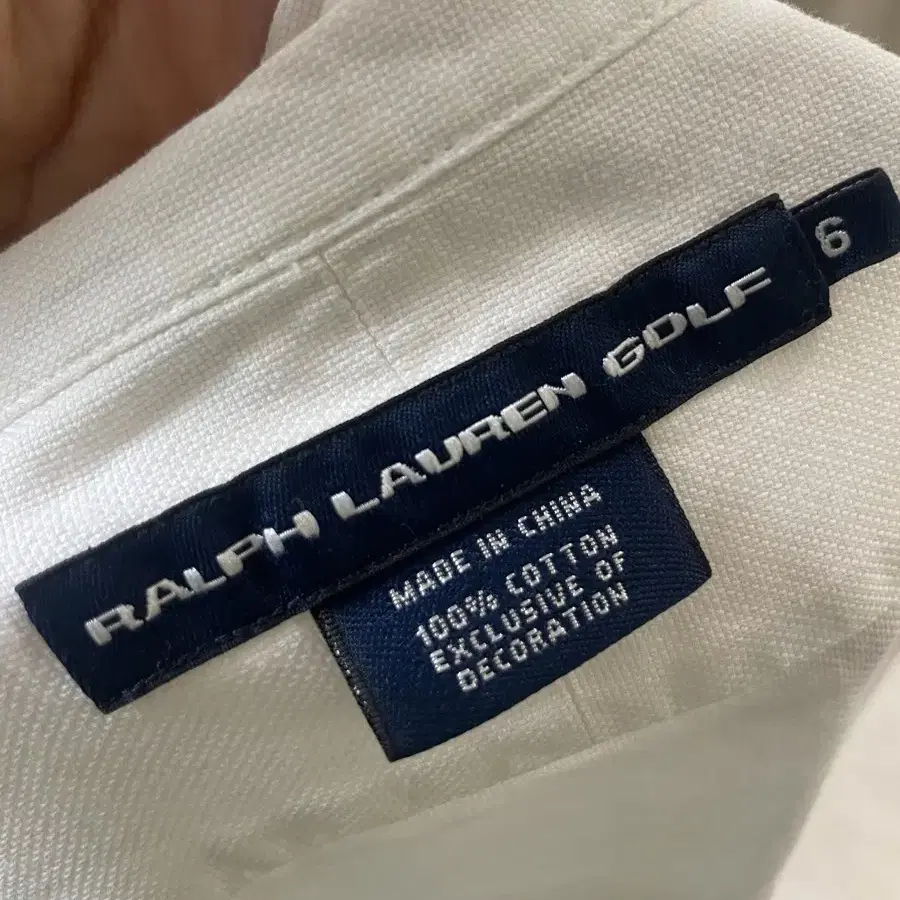 RALPH LAUREN GOLF
6
MADE IN CHINA
100% COTTON
EXCLUSIVE OF
DECORATION